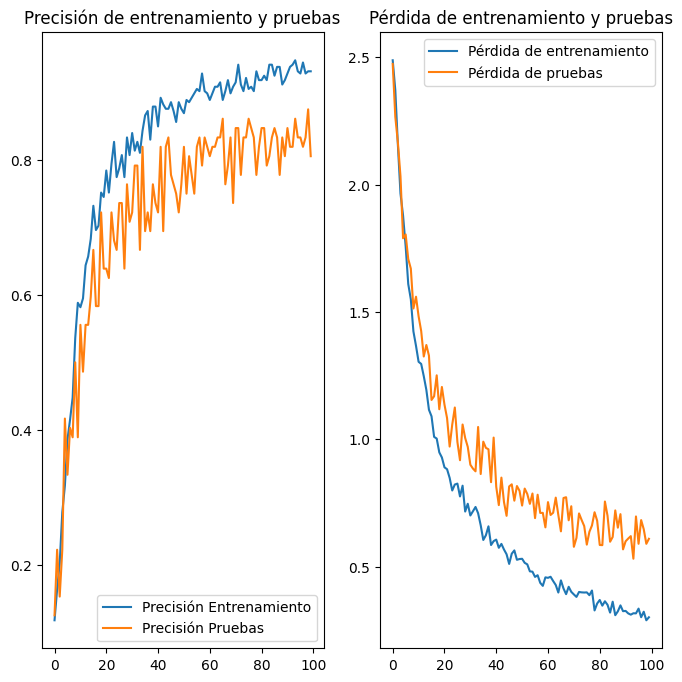 Precisión de entrenamiento y pruebas
0.8
0.6
0.4
0.2
0 20 40 60 80 100
Precisión Entrenamiento
Precisión Pruebas
Pérdida de entrenamiento y pruebas
2.5
2.0
1.5
1.0
0.5
0 20 40 60 80 100
Pérdida de entrenamiento
Pérdida de pruebas